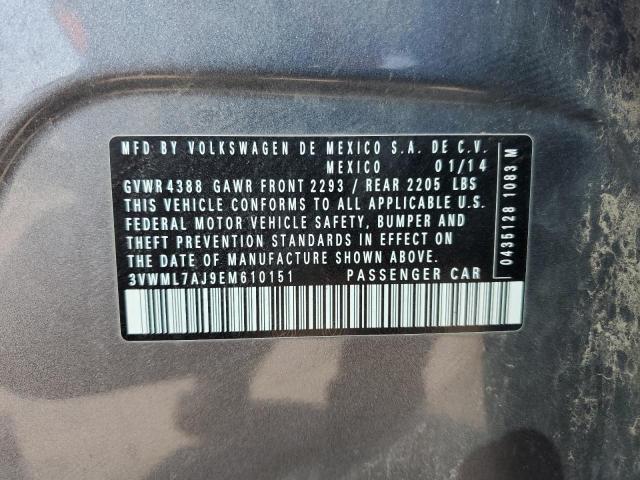 MFD BY VOLKSWAGEN DE MEXICO S.A. DE C.V.
MEXICO 01/14
GVWR 4388 GAWR FRONT 2293 / REAR 2205 LBS
THIS VEHICLE CONFORMS TO ALL APPLICABLE U.S.
FEDERAL MOTOR VEHICLE SAFETY, BUMPER AND
THEFT PREVENTION STANDARDS IN EFFECT ON
THE DATE OF MANUFACTURE SHOWN ABOVE.
3VWML7AJ9EM610151 PASSENGER CAR
0435128 1083 M